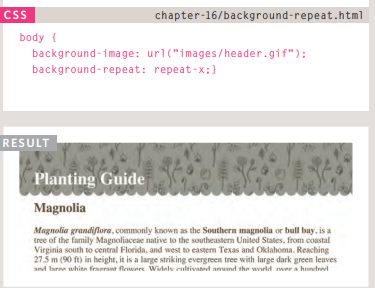 CSS chapter-16/background-repeat.html
body {
background-image: url("images/header.gif");
background-repeat: repeat-x;}
RESULT
Planting Guide
Magnolia
Magnolia grandiflora, commonly known as the Southern magnolia or bull bay, is a
tree of the family Magnoliaceae native to the southeastern United States, from coastal
Virginia south to central Florida, and west to eastern Texas and Oklahoma. Reaching
27.5 m (90 ft) in height, it is a large striking evergreen tree with large dark green leaves
and large white fragrant flowers. Widely cultivated around the world, over a hundred